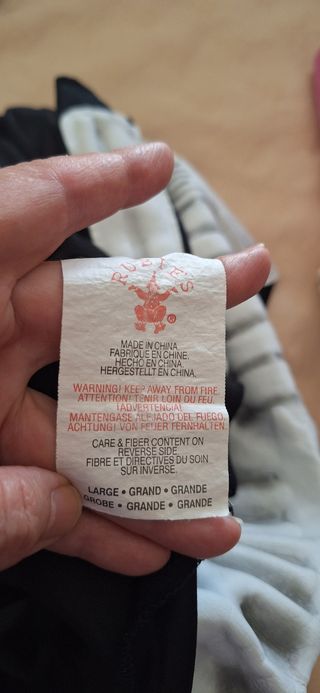 RUBIE'S
®
MADE IN CHINA.
FABRIQUE EN CHINE.
HECHO EN CHINA.
HERGESTELLT EN CHINA.
WARNING! KEEP AWAY FROM FIRE.
ATTENTION! TENIR LOIN DU FEU.
¡ADVERTENCIA!
MANTENGASE ALEJADO DEL FUEGO.
ACHTUNG! VON FEUER FERNHALTEN.
CARE & FIBER CONTENT ON
REVERSE SIDE.
FIBRE ET DIRECTIVES DU SOIN
SUR INVERSE.
LARGE • GRAND • GRANDE
GROBE • GRANDE • GRANDE